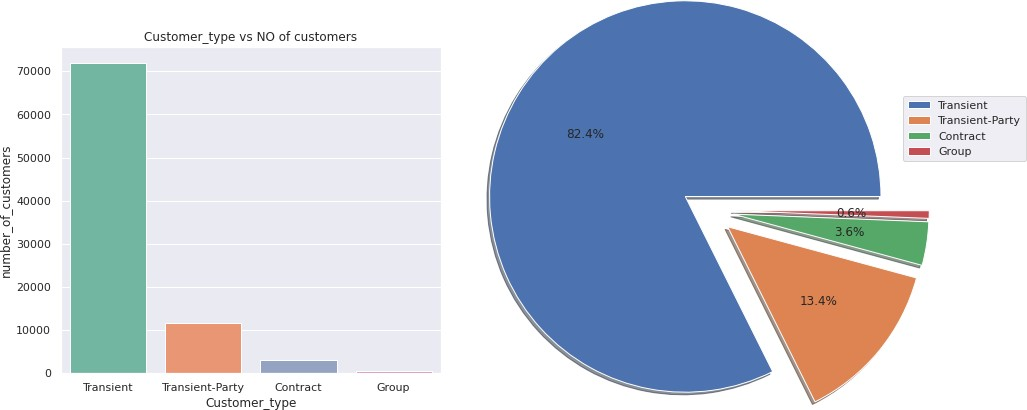 Customer_type vs NO of customers
number_of_customers
70000
60000
50000
40000
30000
20000
10000
0
Transient Transient-Party Contract Group
Customer_type
82.4%
0.6%
3.6%
13.4%
Transient
Transient-Party
Contract
Group